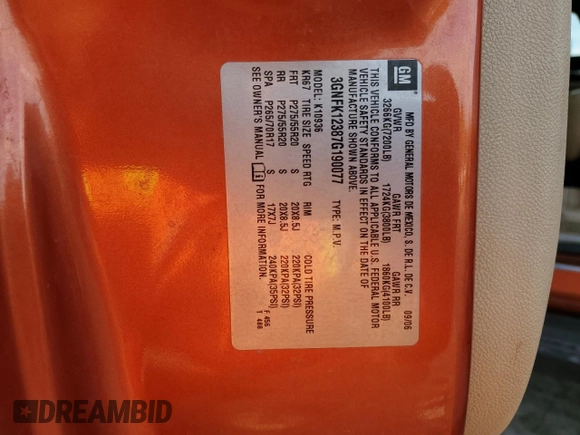 GM
MFD BY GENERAL MOTORS DE MEXICO, S. DE R.L. DE C.V.
09/06
GVWR GAWR FRT GAWR RR
3266KG(7200LB) 1724KG(3800LB) 1860KG(4100LB)
THIS VEHICLE CONFORMS TO ALL APPLICABLE U.S. FEDERAL MOTOR
VEHICLE SAFETY STANDARDS IN EFFECT ON THE DATE OF
MANUFACTURE SHOWN ABOVE.
3GNFK12387G190077 TYPE: M.P.V.
MODEL: K10936
KR67 TIRE SIZE SPEED RTG RIM COLD TIRE PRESSURE
FRT P275/55R20 S 20X8.5J 220KPA(32PSI)
RR P275/55R20 S 20X8.5J 220KPA(32PSI)
SPA P265/70R17 S 17X7J 240KPA(35PSI)
SEE OWNER'S MANUAL FOR MORE INFORMATION.
F 456
T 486
DREAMBID